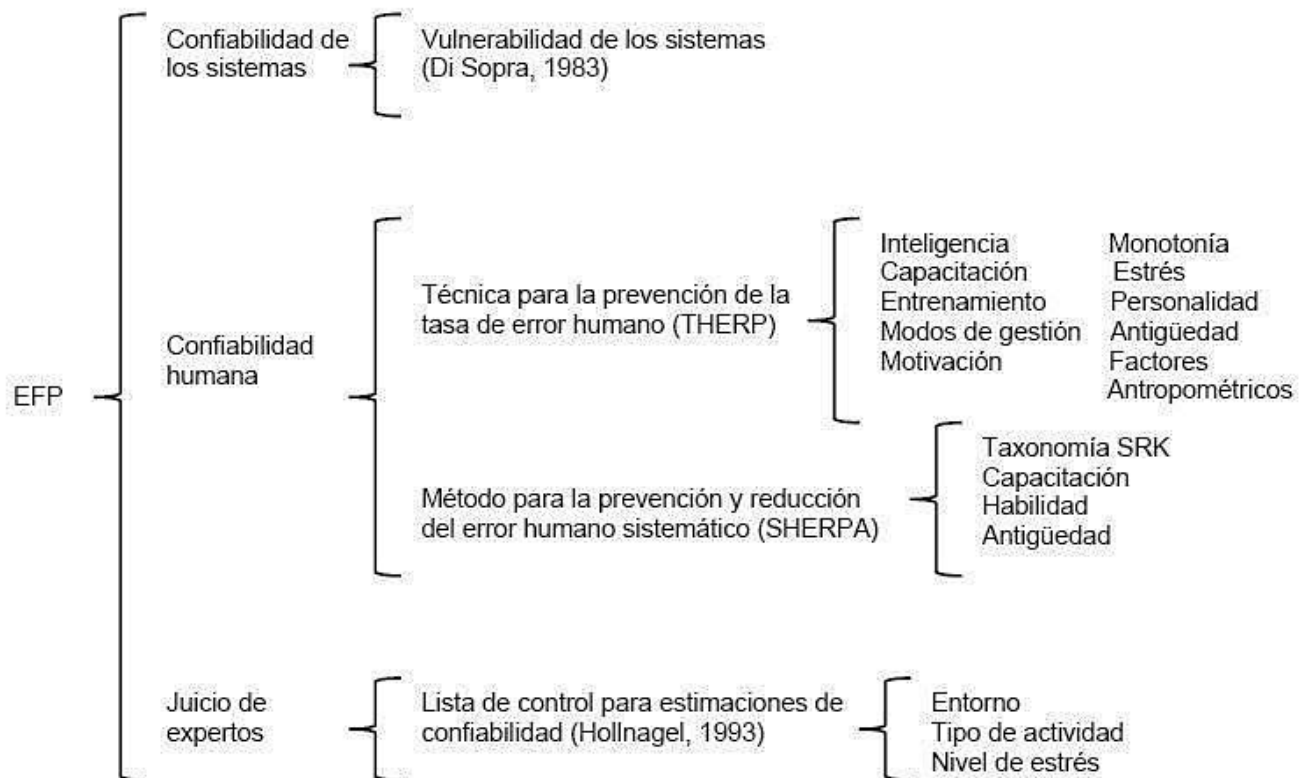 Confiabilidad de
los sistemas
Vulnerabilidad de los sistemas
(Di Sopra, 1983)
EFP
Confiabilidad
humana
Técnica para la prevención de la
tasa de error humano (THERP)
Inteligencia
Capacitación
Entrenamiento
Modos de gestión
Motivación
Monotonía
Estrés
Personalidad
Antigüedad
Factores
Antropométricos
Método para la prevención y reducción
del error humano sistemático (SHERPA)
Taxonomía SRK
Capacitación
Habilidad
Antigüedad
Juicio de
expertos
Lista de control para estimaciones de
confiabilidad (Hollnagel, 1993)
Entorno
Tipo de actividad
Nivel de estrés